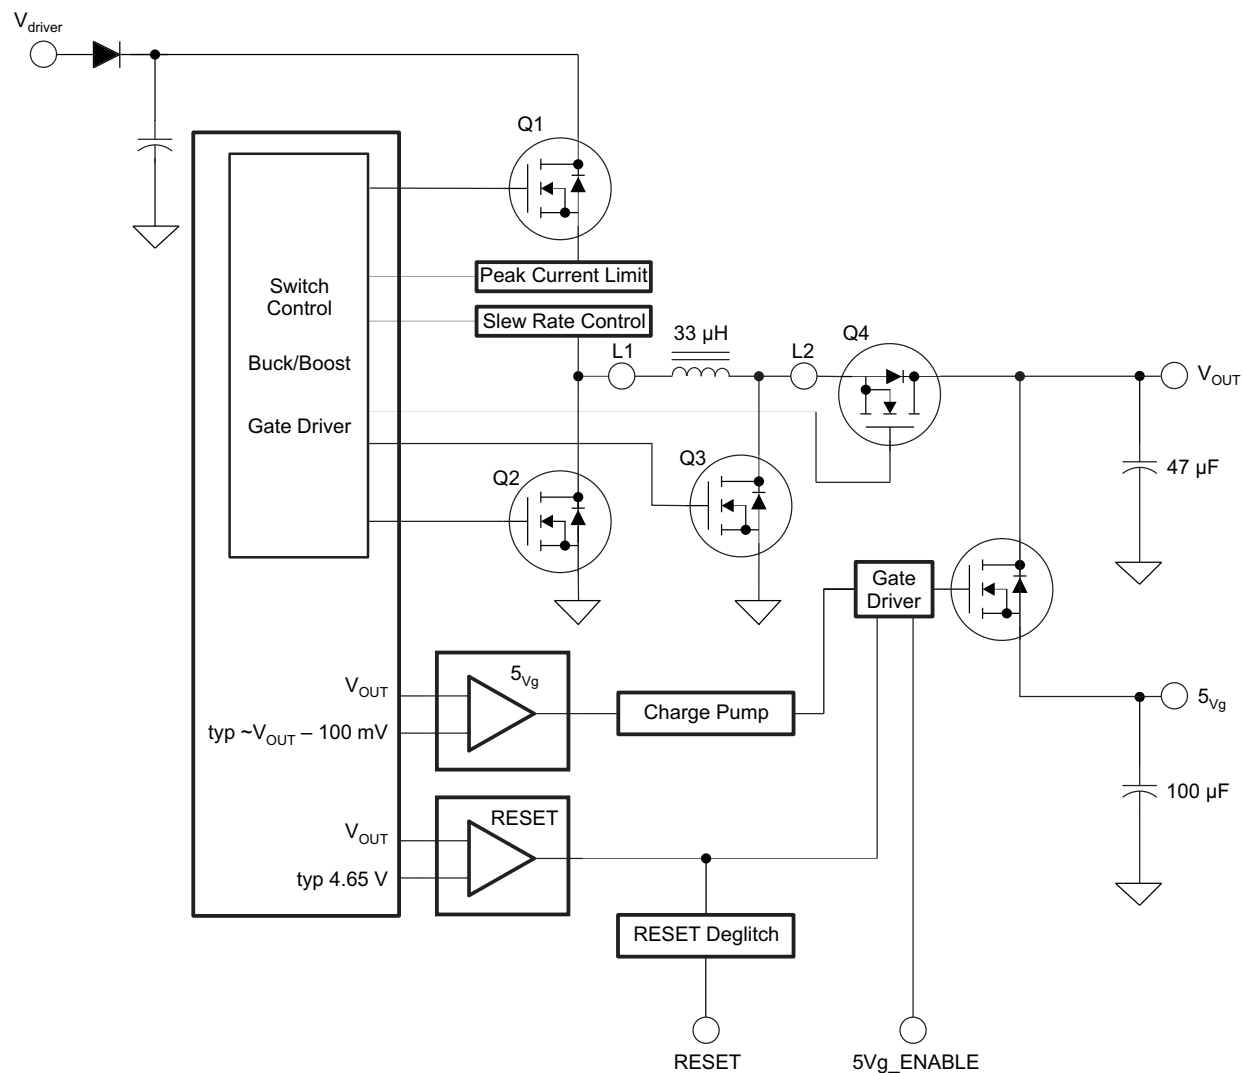 V_driver
Q1
Peak Current Limit
Switch
Control
Slew Rate Control
33 µH
Q4
L1
L2
Buck/Boost
V_OUT
Gate Driver
Q2
Q3
47 µF
Gate
Driver
5_Vg
V_OUT
5_Vg
Charge Pump
typ ~V_OUT – 100 mV
100 µF
RESET
V_OUT
typ 4.65 V
RESET Deglitch
RESET
5Vg_ENABLE